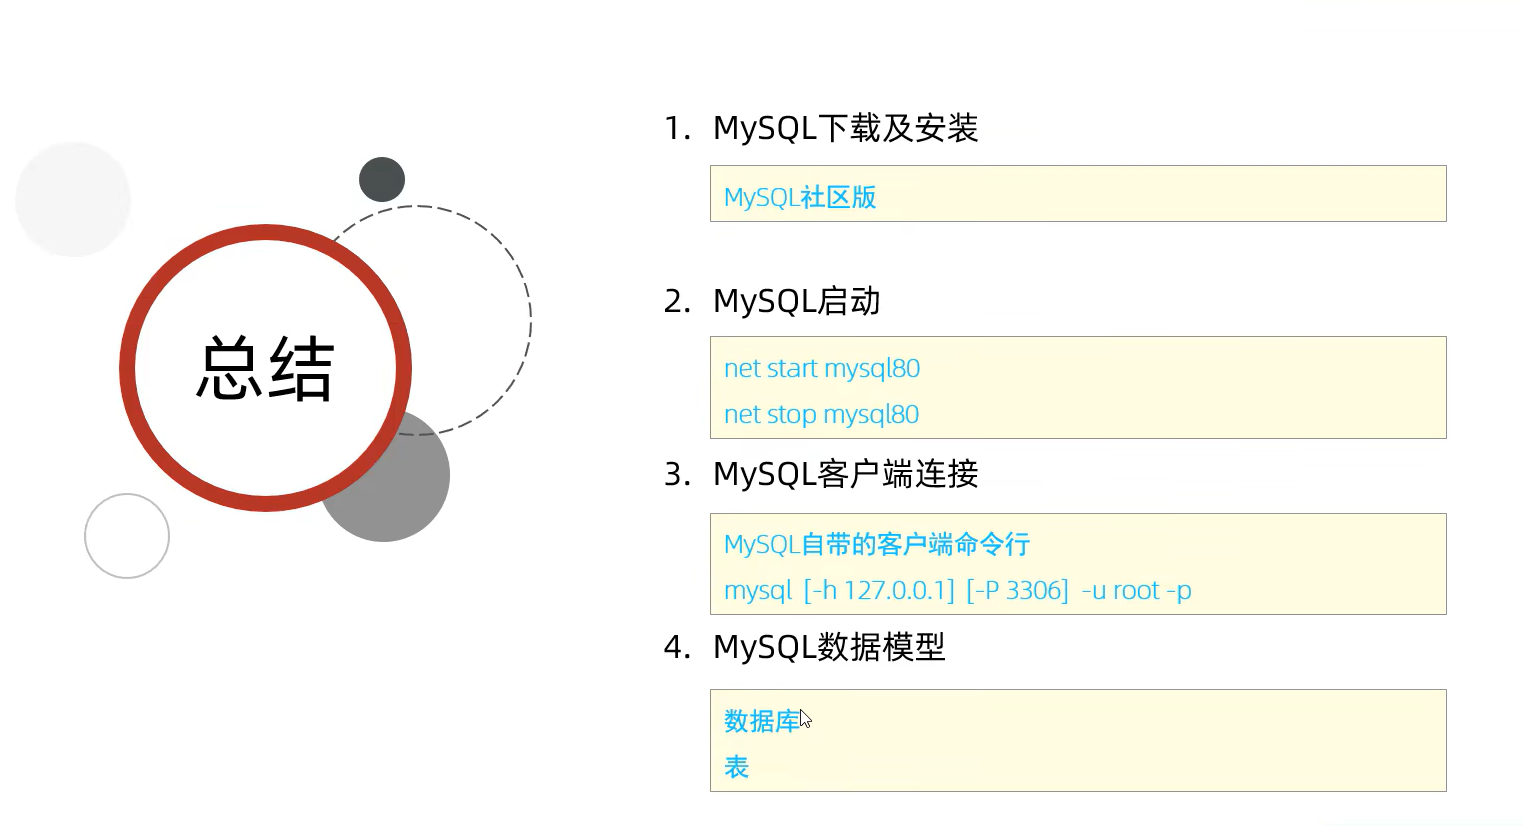 总结
1. MySQL下载及安装
MySQL社区版
2. MySQL启动
net start mysql80
net stop mysql80
3. MySQL客户端连接
MySQL自带的客户端命令行
mysql [-h 127.0.0.1] [-P 3306] -u root -p
4. MySQL数据模型
数据库
表